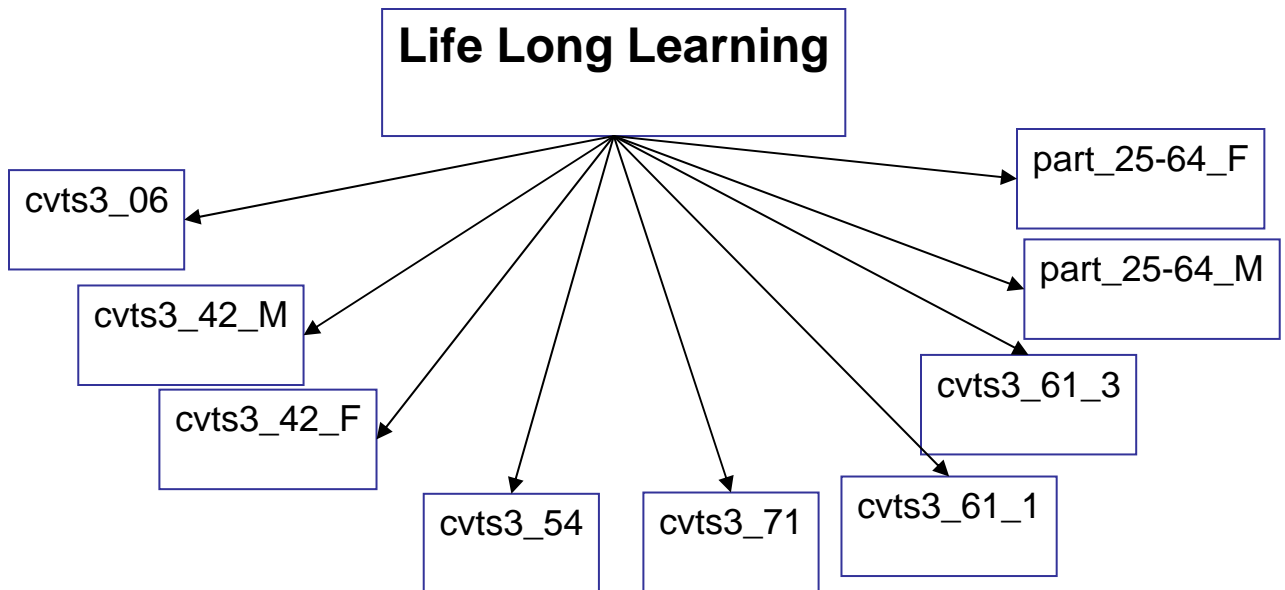 Life Long Learning
part_25-64_F
cvts3_06
part_25-64_M
cvts3_42_M
cvts3_61_3
cvts3_42_F
cvts3_61_1
cvts3_54
cvts3_71